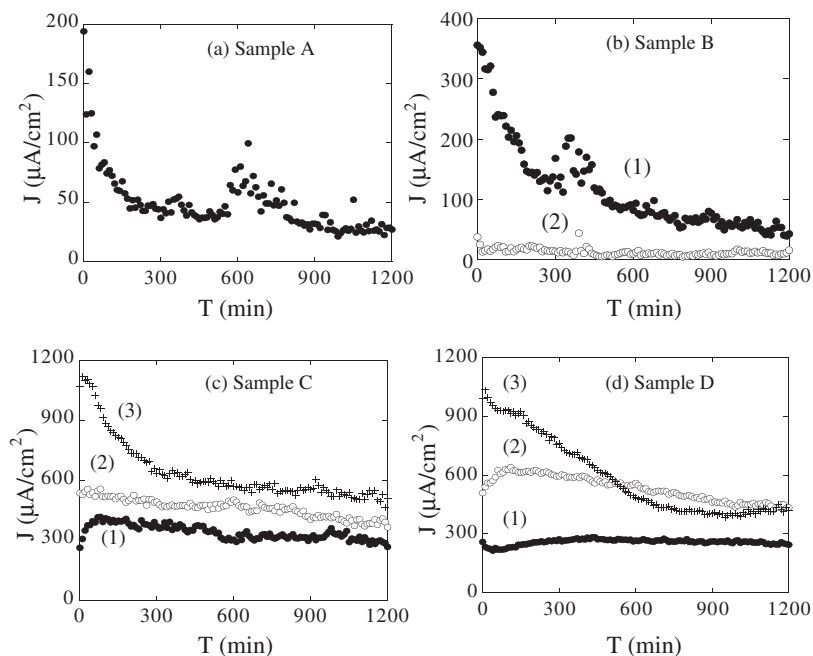 (a) Sample A
200
150
100
50
0
J (μA/cm²)
0 300 600 900 1200
T (min)
(b) Sample B
400
300
200
100
0
J (μA/cm²)
(1)
(2)
0 300 600 900 1200
T (min)
(c) Sample C
1200
900
600
300
0
J (μA/cm²)
(3)
(2)
(1)
0 300 600 900 1200
T (min)
(d) Sample D
1200
900
600
300
0
J (μA/cm²)
(3)
(2)
(1)
0 300 600 900 1200
T (min)